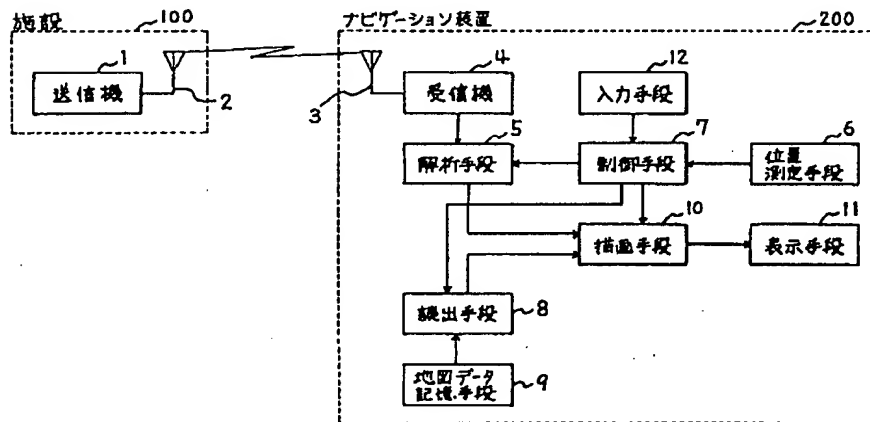 施設
100
1
送信機
2
ナビゲーション装置
200
3
4
受信機
12
入力手段
5
解析手段
7
制御手段
6
位置
測定手段
10
描画手段
11
表示手段
読出手段
8
地図データ
記憶手段
9